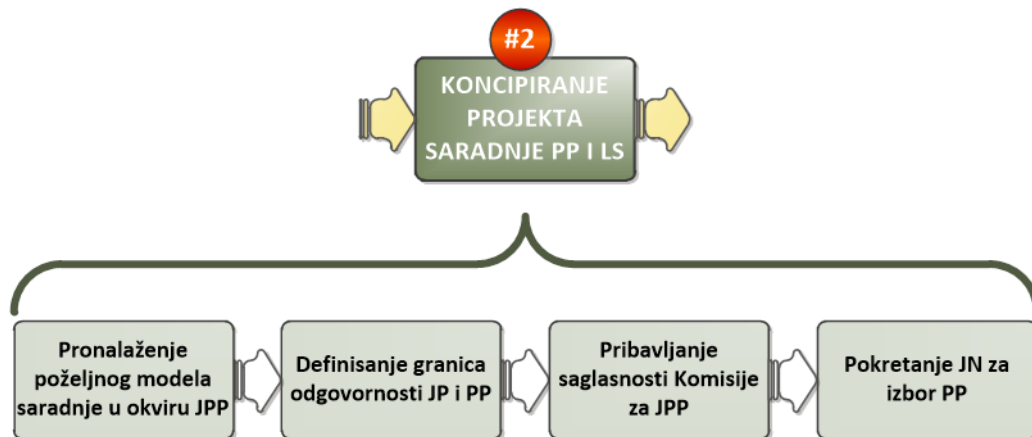 #2
KONCIPIRANJE
PROJEKTA
SARADNJE PP I LS
Pronalaženje
poželjnog modela
saradnje u okviru JPP
Definisanje granica
odgovornosti JP i PP
Pribavljanje
saglasnosti Komisije
za JPP
Pokretanje JN za
izbor PP